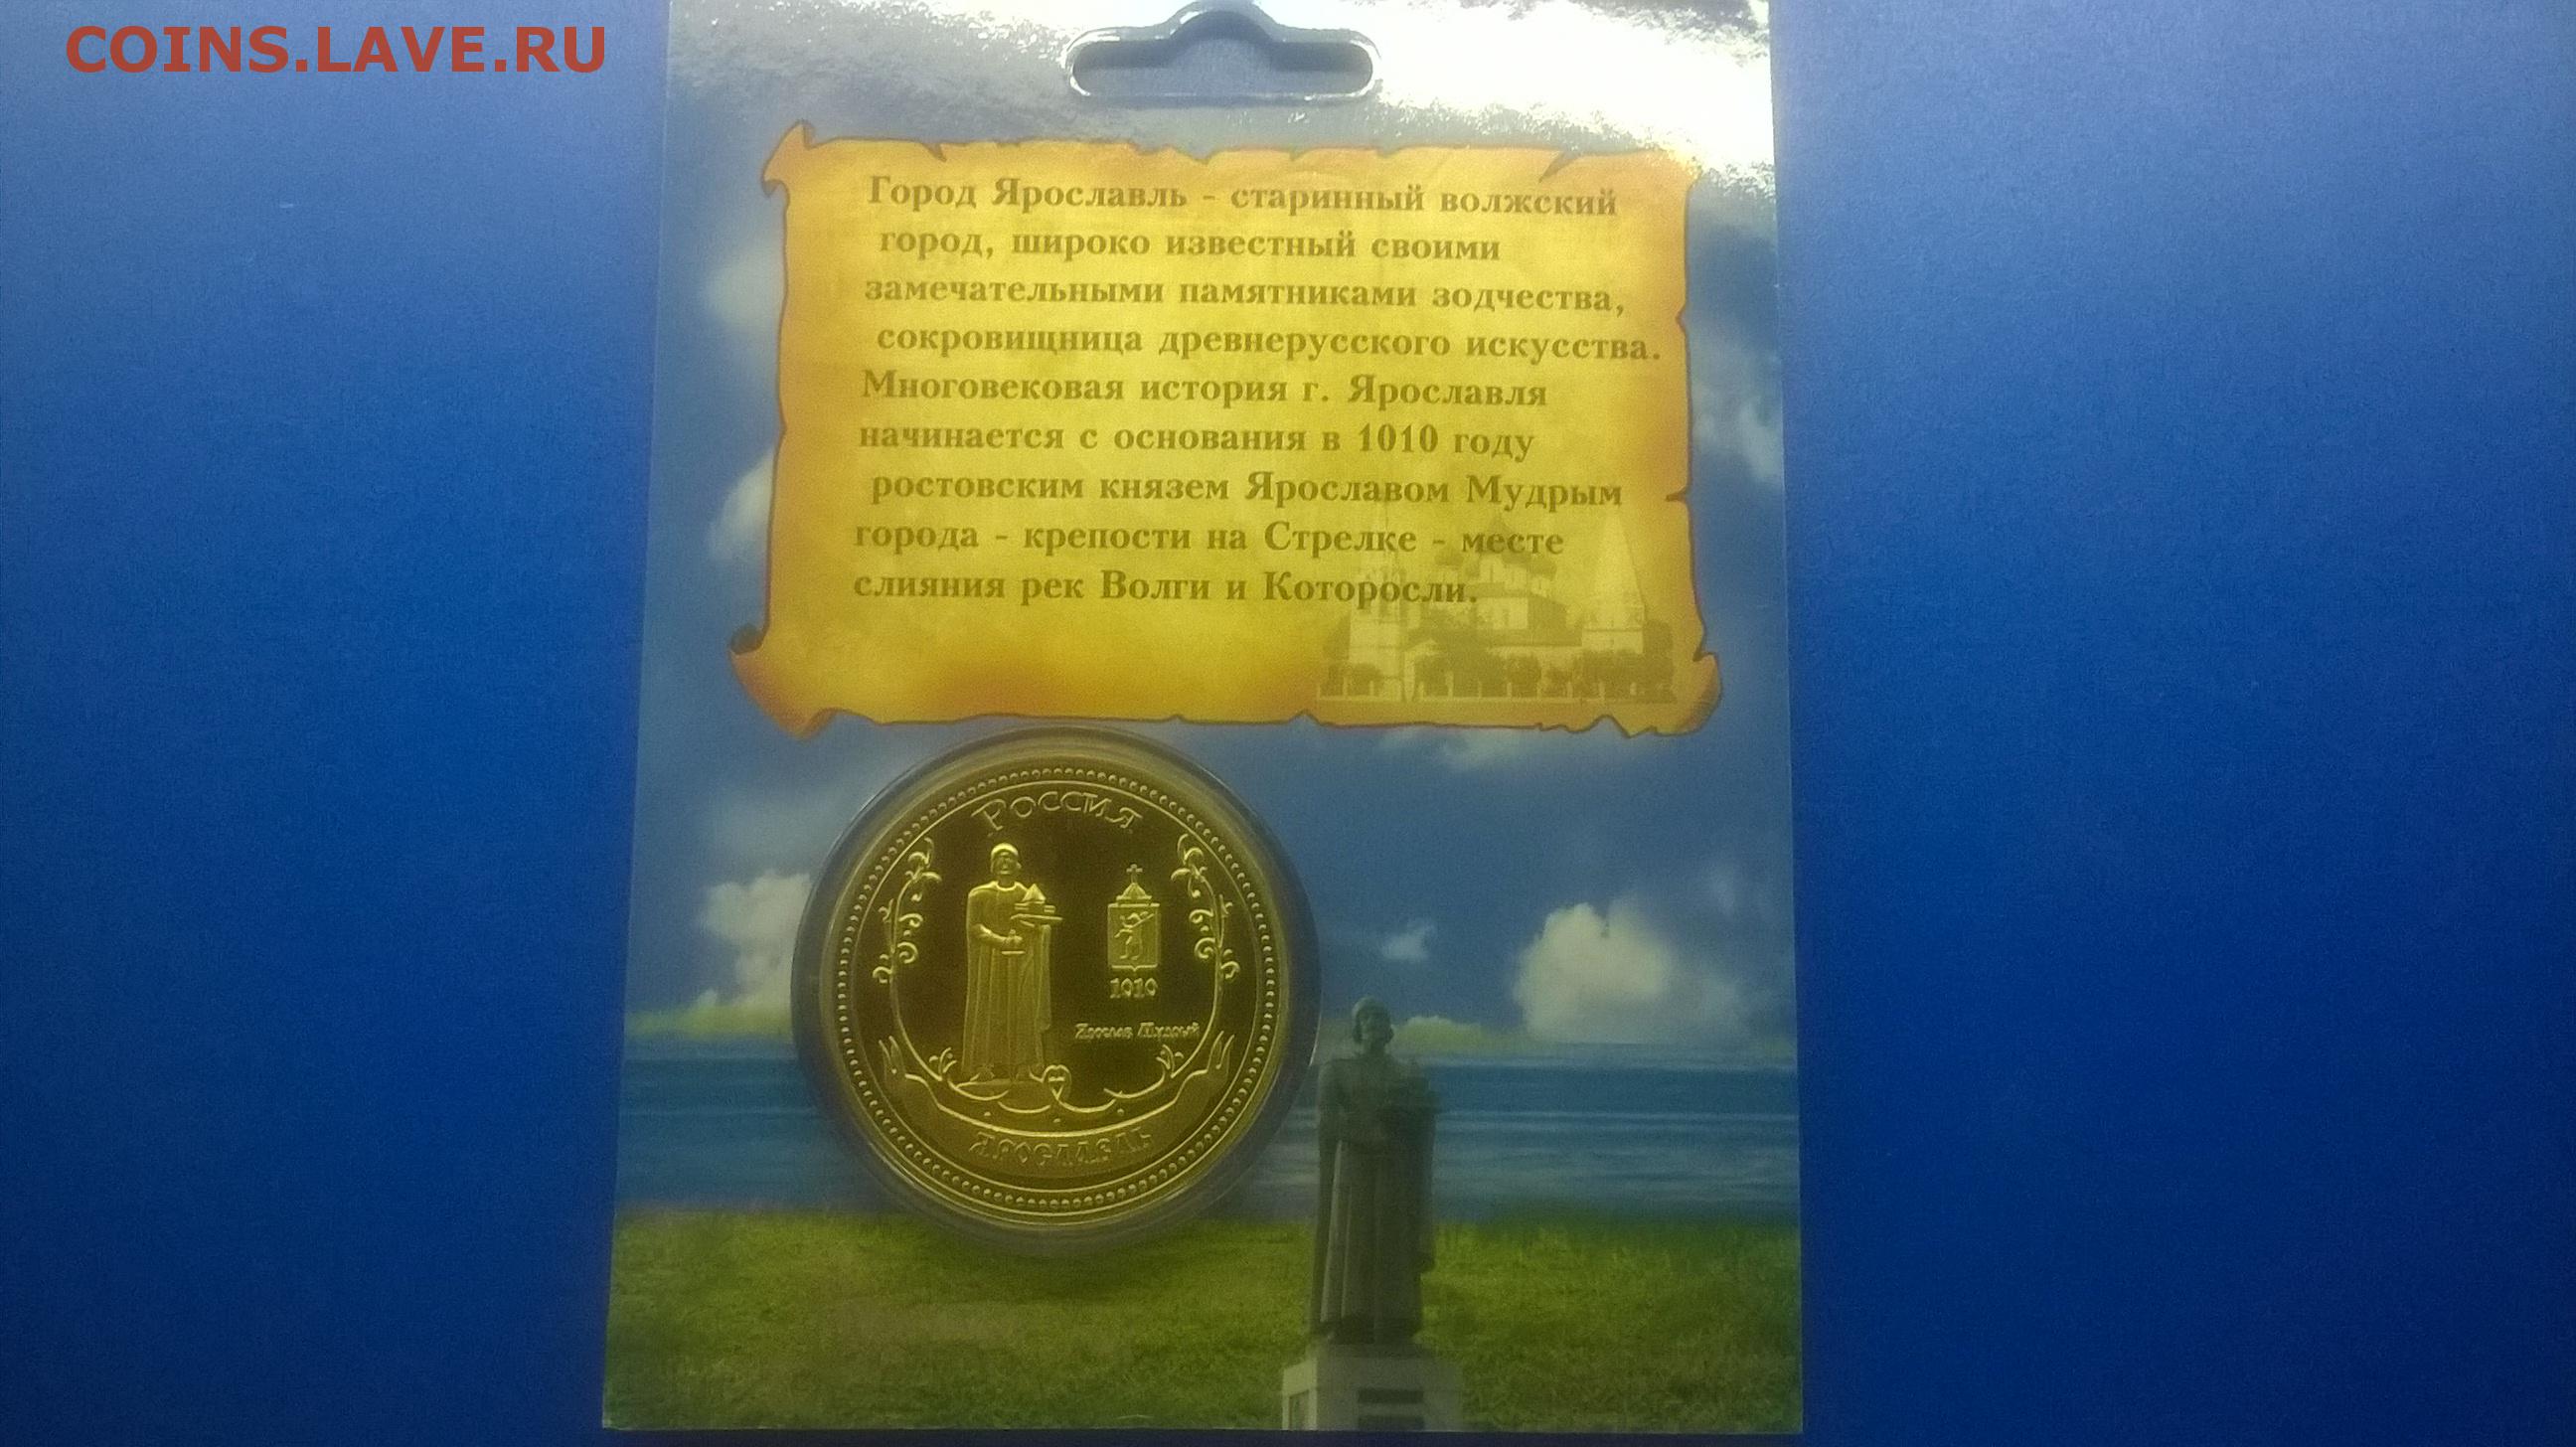 COINS.LAVE.RU
Город Ярославль - старинный волжский
город, широко известный своими
замечательными памятниками зодчества,
сокровищница древнерусского искусства.
Многовековая история г. Ярославля
начинается с основания в 1010 году
ростовским князем Ярославом Мудрым
города - крепости на Стрелке - месте
слияния рек Волги и Которосли.
РОССИЯ
1010
Ярослав Мудрый
ЯРОСЛАВЛЬ